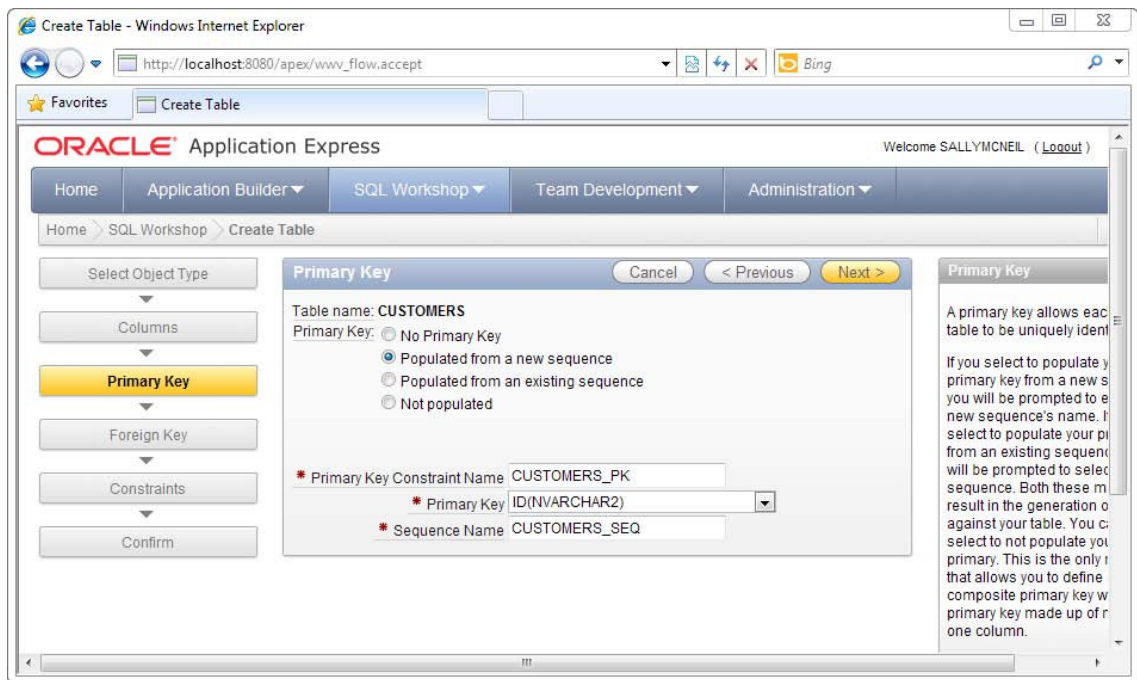 Create Table - Windows Internet Explorer
http://localhost:8080/apex/wwv_flow.accept
Bing
Favorites
Create Table
ORACLE Application Express
Welcome SALLYMCNEIL ( Logout )
Home
Application Builder
SQL Workshop
Team Development
Administration
Home SQL Workshop Create Table
Select Object Type
Columns
Primary Key
Foreign Key
Constraints
Confirm
Primary Key
Cancel
< Previous
Next >
Table name: CUSTOMERS
Primary Key:
No Primary Key
Populated from a new sequence
Populated from an existing sequence
Not populated
* Primary Key Constraint Name CUSTOMERS_PK
* Primary Key ID(NVARCHAR2)
* Sequence Name CUSTOMERS_SEQ
Primary Key
A primary key allows
table to be uniquely
If you select to populate
primary key from a new
you will be prompted to
new sequence's name.
select to populate your
from an existing
will be prompted to
sequence. Both these
result in the generation
against your table. You
select to not populate
primary. This is the only
that allows you to define
composite primary key
primary key made up of
one column.